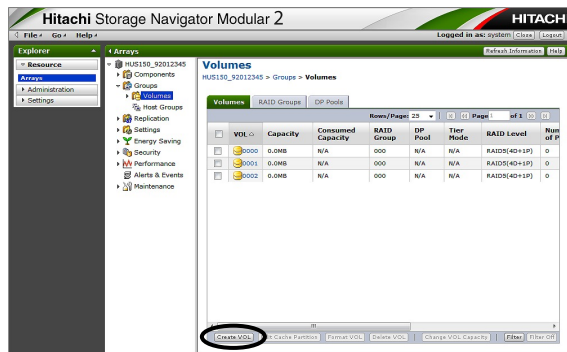 Hitachi Storage Navigator Modular 2
HITACH
File Go Help
Logged in as: system Close Logout
Explorer
Arrays
Refresh Information Help
Resource
Arrays
Administration
Settings
HUS150_92012345
Components
Groups
Volumes
Host Groups
Replication
Settings
Energy Saving
Security
Performance
Alerts & Events
Maintenance
Volumes
HUS150_92012345 > Groups > Volumes
Volumes RAID Groups DP Pools
Rows/Page: 25 Page 1 of 1
VOL Capacity Consumed Capacity RAID Group DP Pool Tier Mode RAID Level Num of P
0000 0.0MB N/A 000 N/A N/A RAID5(4D+1P) 0
0001 0.0MB N/A 000 N/A N/A RAID5(4D+1P) 0
0002 0.0MB N/A 000 N/A N/A RAID5(4D+1P) 0
Create VOL it Cache Partition Format VOL Delete VOL Change VOL Capacity Filter Filter Off